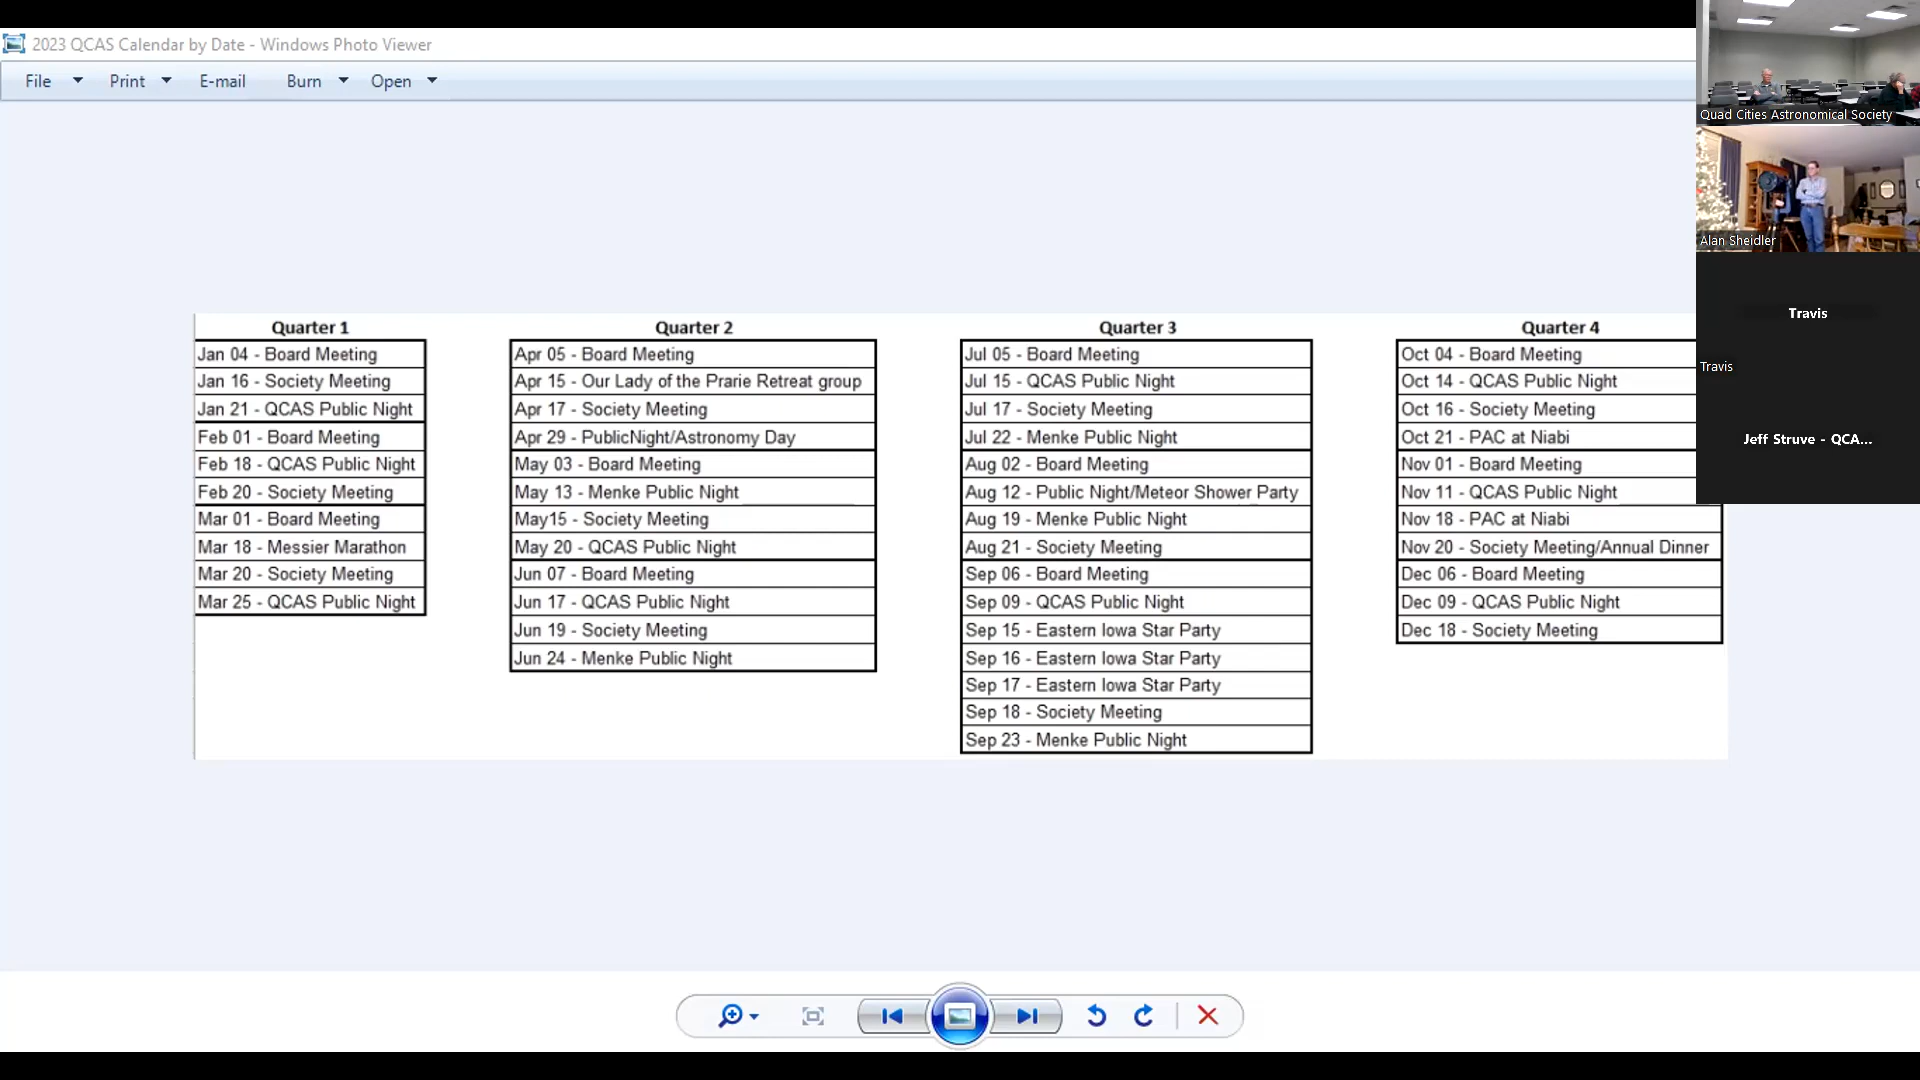 2023 QCAS Calendar by Date - Windows Photo Viewer
File Print E-mail Burn Open
Quad Cities Astronomical Society
Alan Sheidler
Travis
Travis
Jeff Struve - QCA...
Quarter 1
Jan 04 - Board Meeting
Jan 16 - Society Meeting
Jan 21 - QCAS Public Night
Feb 01 - Board Meeting
Feb 18 - QCAS Public Night
Feb 20 - Society Meeting
Mar 01 - Board Meeting
Mar 18 - Messier Marathon
Mar 20 - Society Meeting
Mar 25 - QCAS Public Night
Quarter 2
Apr 05 - Board Meeting
Apr 15 - Our Lady of the Prarie Retreat group
Apr 17 - Society Meeting
Apr 29 - PublicNight/Astronomy Day
May 03 - Board Meeting
May 13 - Menke Public Night
May15 - Society Meeting
May 20 - QCAS Public Night
Jun 07 - Board Meeting
Jun 17 - QCAS Public Night
Jun 19 - Society Meeting
Jun 24 - Menke Public Night
Quarter 3
Jul 05 - Board Meeting
Jul 15 - QCAS Public Night
Jul 17 - Society Meeting
Jul 22 - Menke Public Night
Aug 02 - Board Meeting
Aug 12 - Public Night/Meteor Shower Party
Aug 19 - Menke Public Night
Aug 21 - Society Meeting
Sep 06 - Board Meeting
Sep 09 - QCAS Public Night
Sep 15 - Eastern Iowa Star Party
Sep 16 - Eastern Iowa Star Party
Sep 17 - Eastern Iowa Star Party
Sep 18 - Society Meeting
Sep 23 - Menke Public Night
Quarter 4
Oct 04 - Board Meeting
Oct 14 - QCAS Public Night
Oct 16 - Society Meeting
Oct 21 - PAC at Niabi
Nov 01 - Board Meeting
Nov 11 - QCAS Public Night
Nov 18 - PAC at Niabi
Nov 20 - Society Meeting/Annual Dinner
Dec 06 - Board Meeting
Dec 09 - QCAS Public Night
Dec 18 - Society Meeting